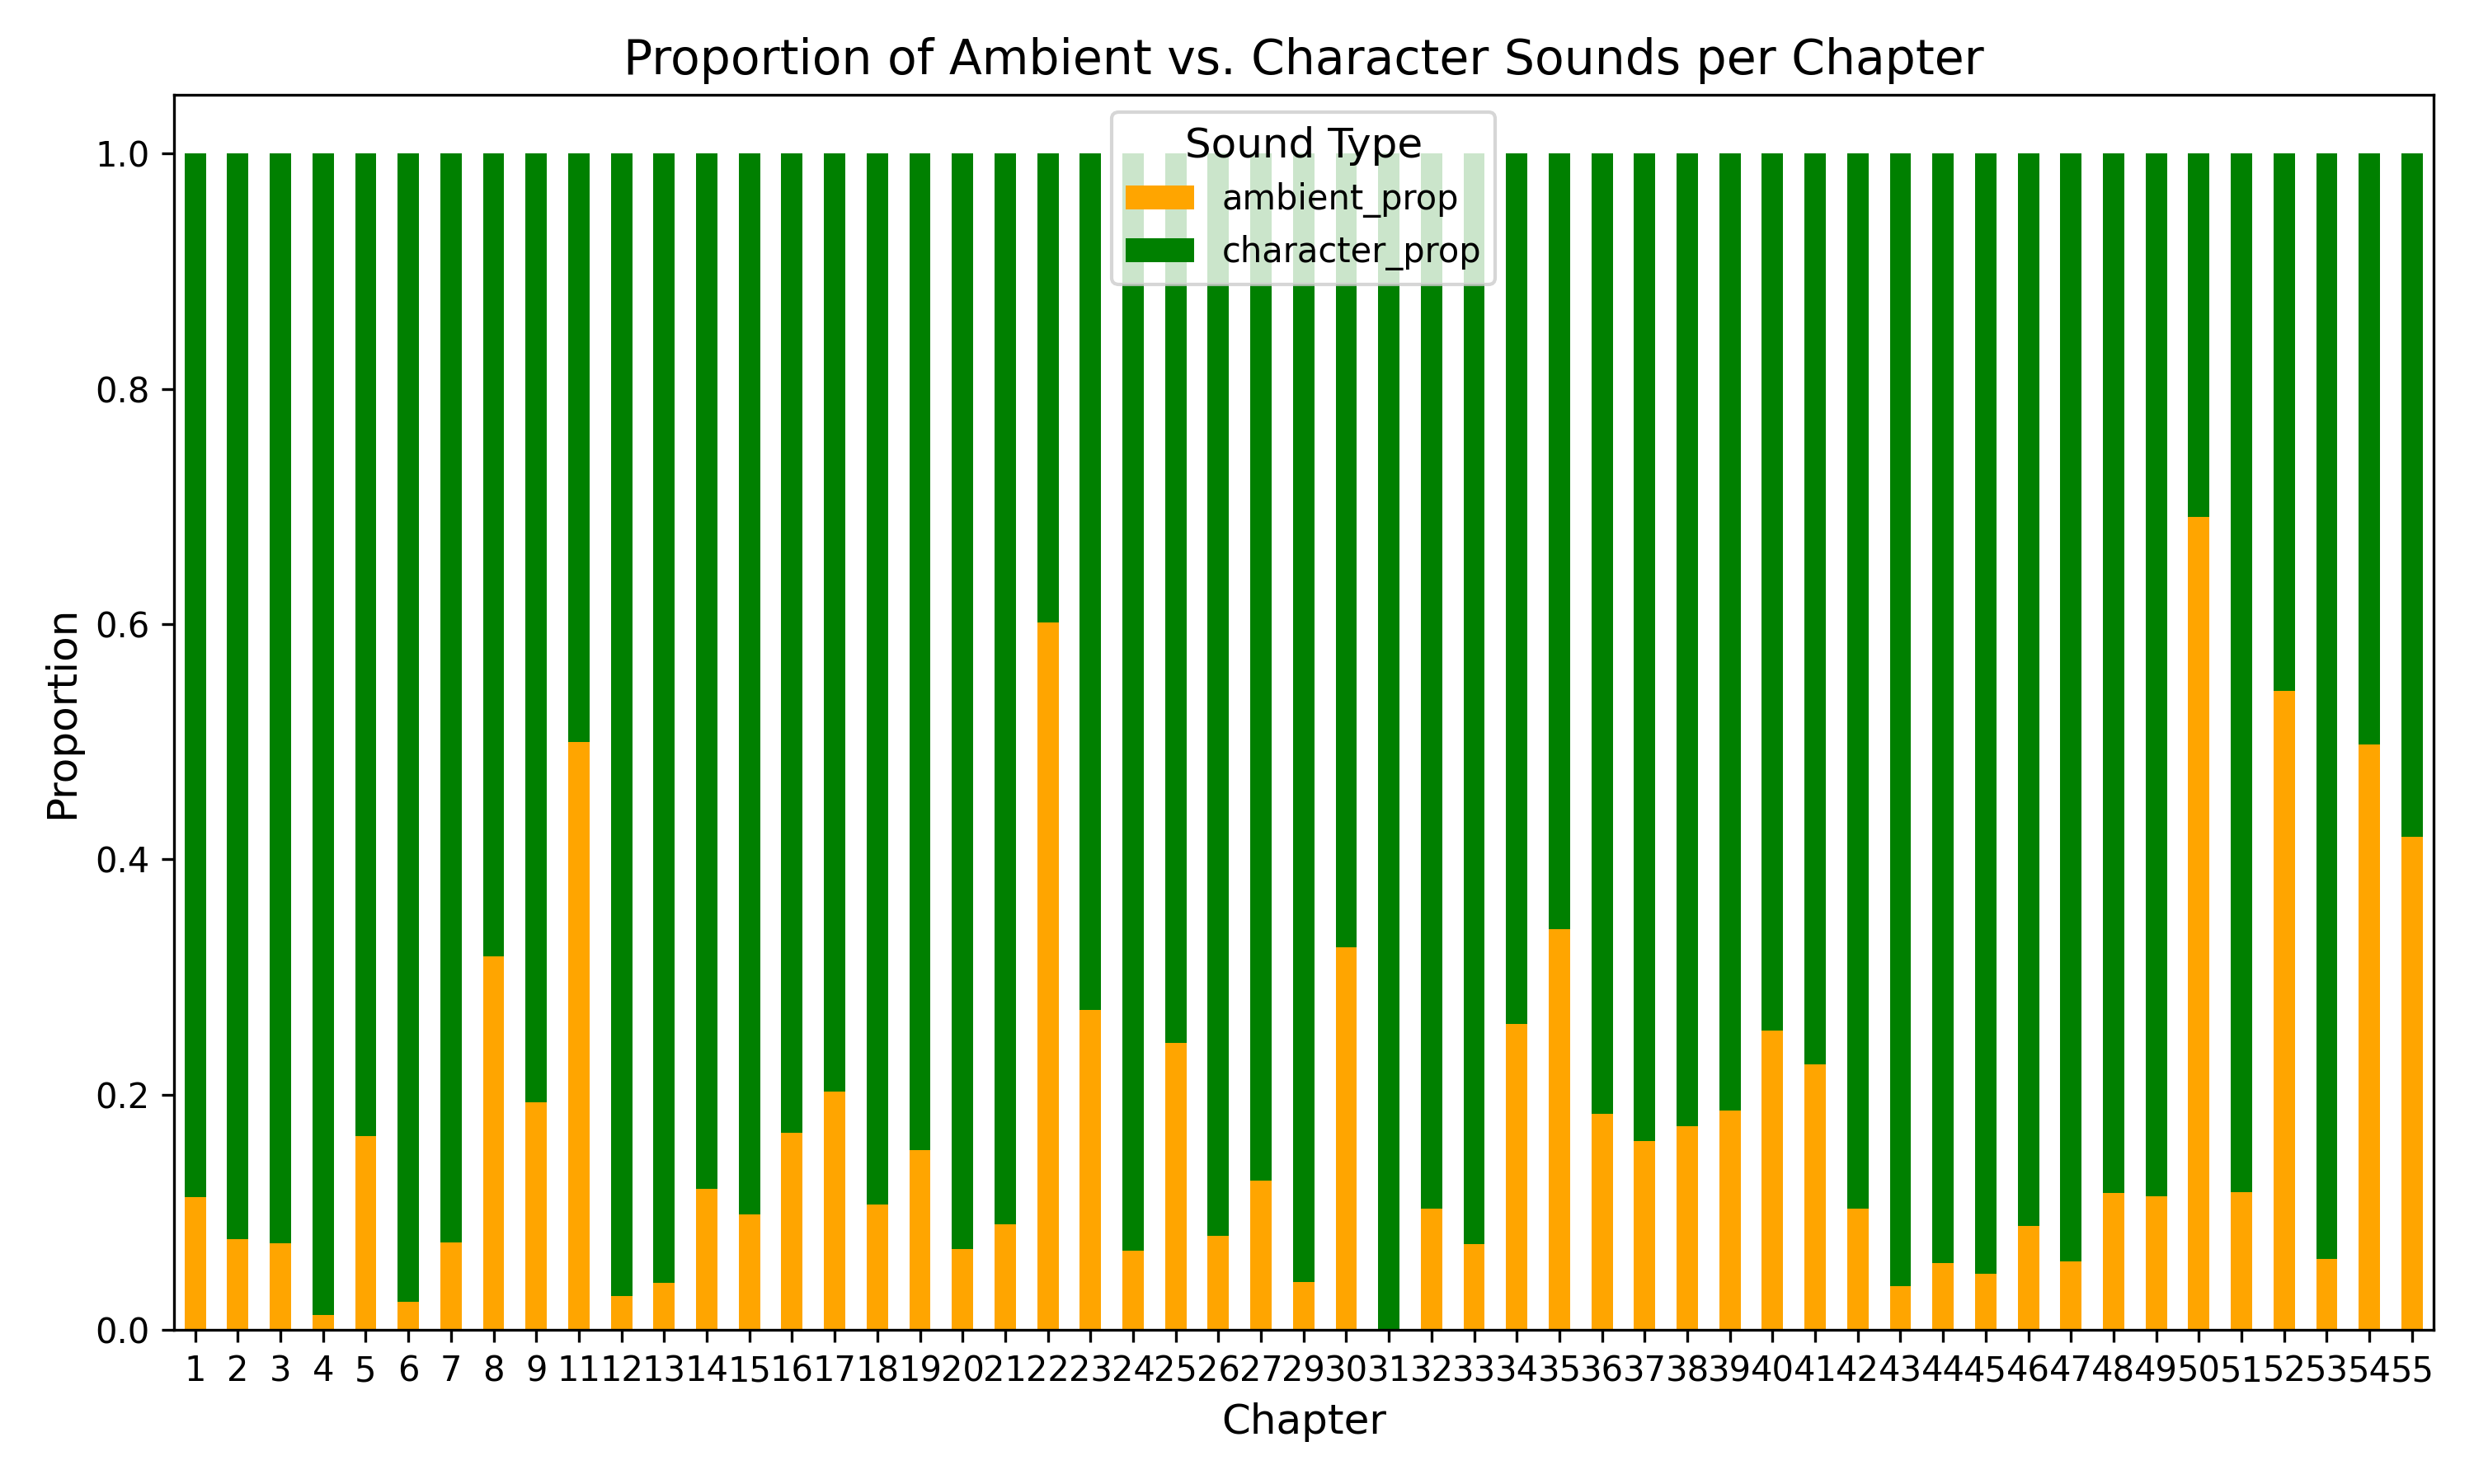 Proportion of Ambient vs. Character Sounds per Chapter
Sound Type
ambient_prop
character_prop
1.0
0.8
0.6
0.4
0.2
0.0
Proportion
1 2 3 4 5 6 7 8 9 11 12 13 14 15 16 17 18 19 20 21 22 23 24 25 26 27 29 30 31 32 33 34 35 36 37 38 39 40 41 42 43 44 45 46 47 48 49 50 51 52 53 54 55
Chapter